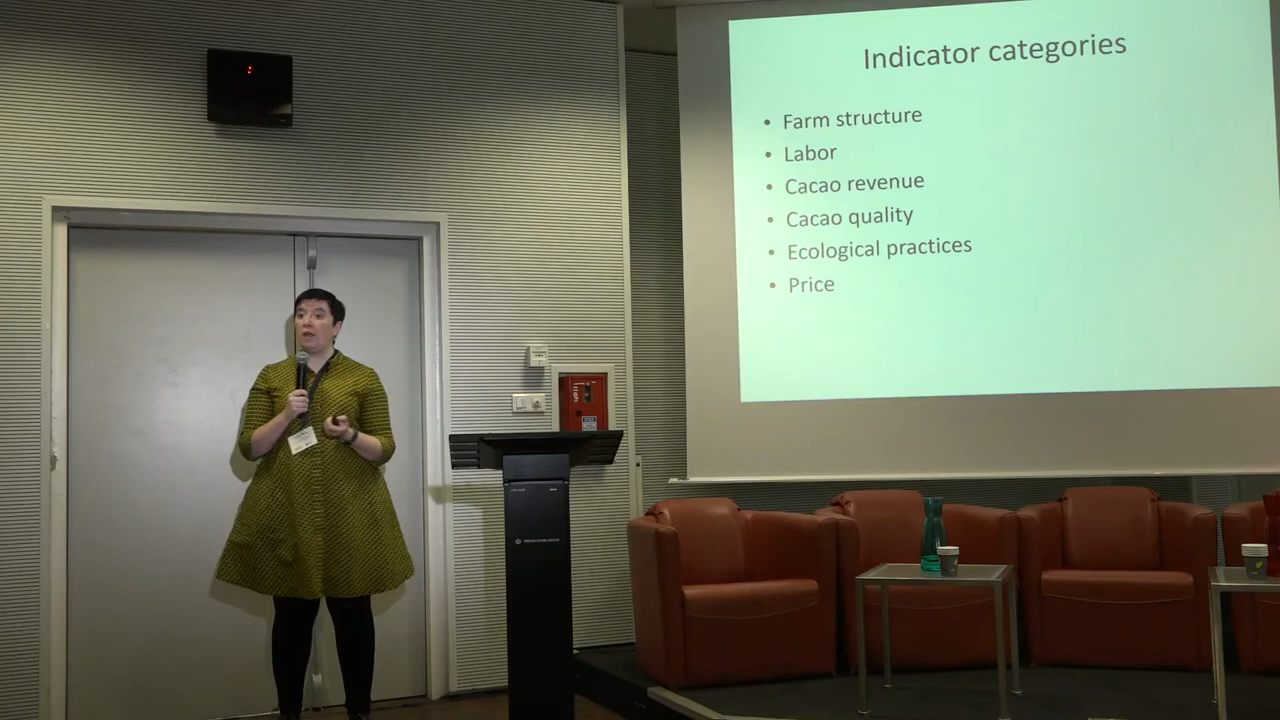 Indicator categories
• Farm structure
• Labor
• Cacao revenue
• Cacao quality
• Ecological practices
• Price